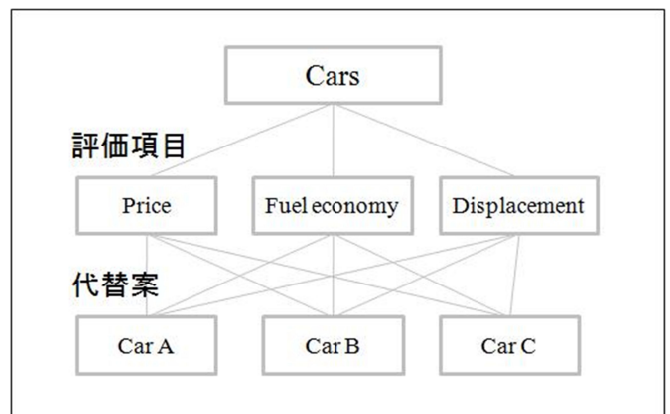 Cars
評価項目
Price Fuel economy Displacement
代替案
Car A Car B Car C